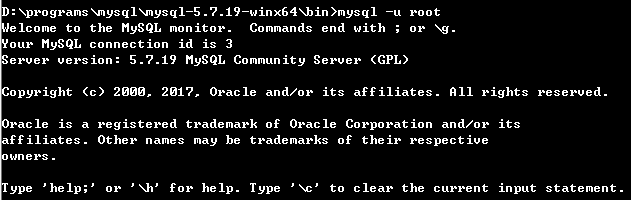 D:\programs\mysql\mysql-5.7.19-winx64\bin>mysql -u root
Welcome to the MySQL monitor.  Commands end with ; or \g.
Your MySQL connection id is 3
Server version: 5.7.19 MySQL Community Server (GPL)
Copyright (c) 2000, 2017, Oracle and/or its affiliates. All rights reserved.
Oracle is a registered trademark of Oracle Corporation and/or its
affiliates. Other names may be trademarks of their respective
owners.
Type 'help;' or '\h' for help. Type '\c' to clear the current input statement.